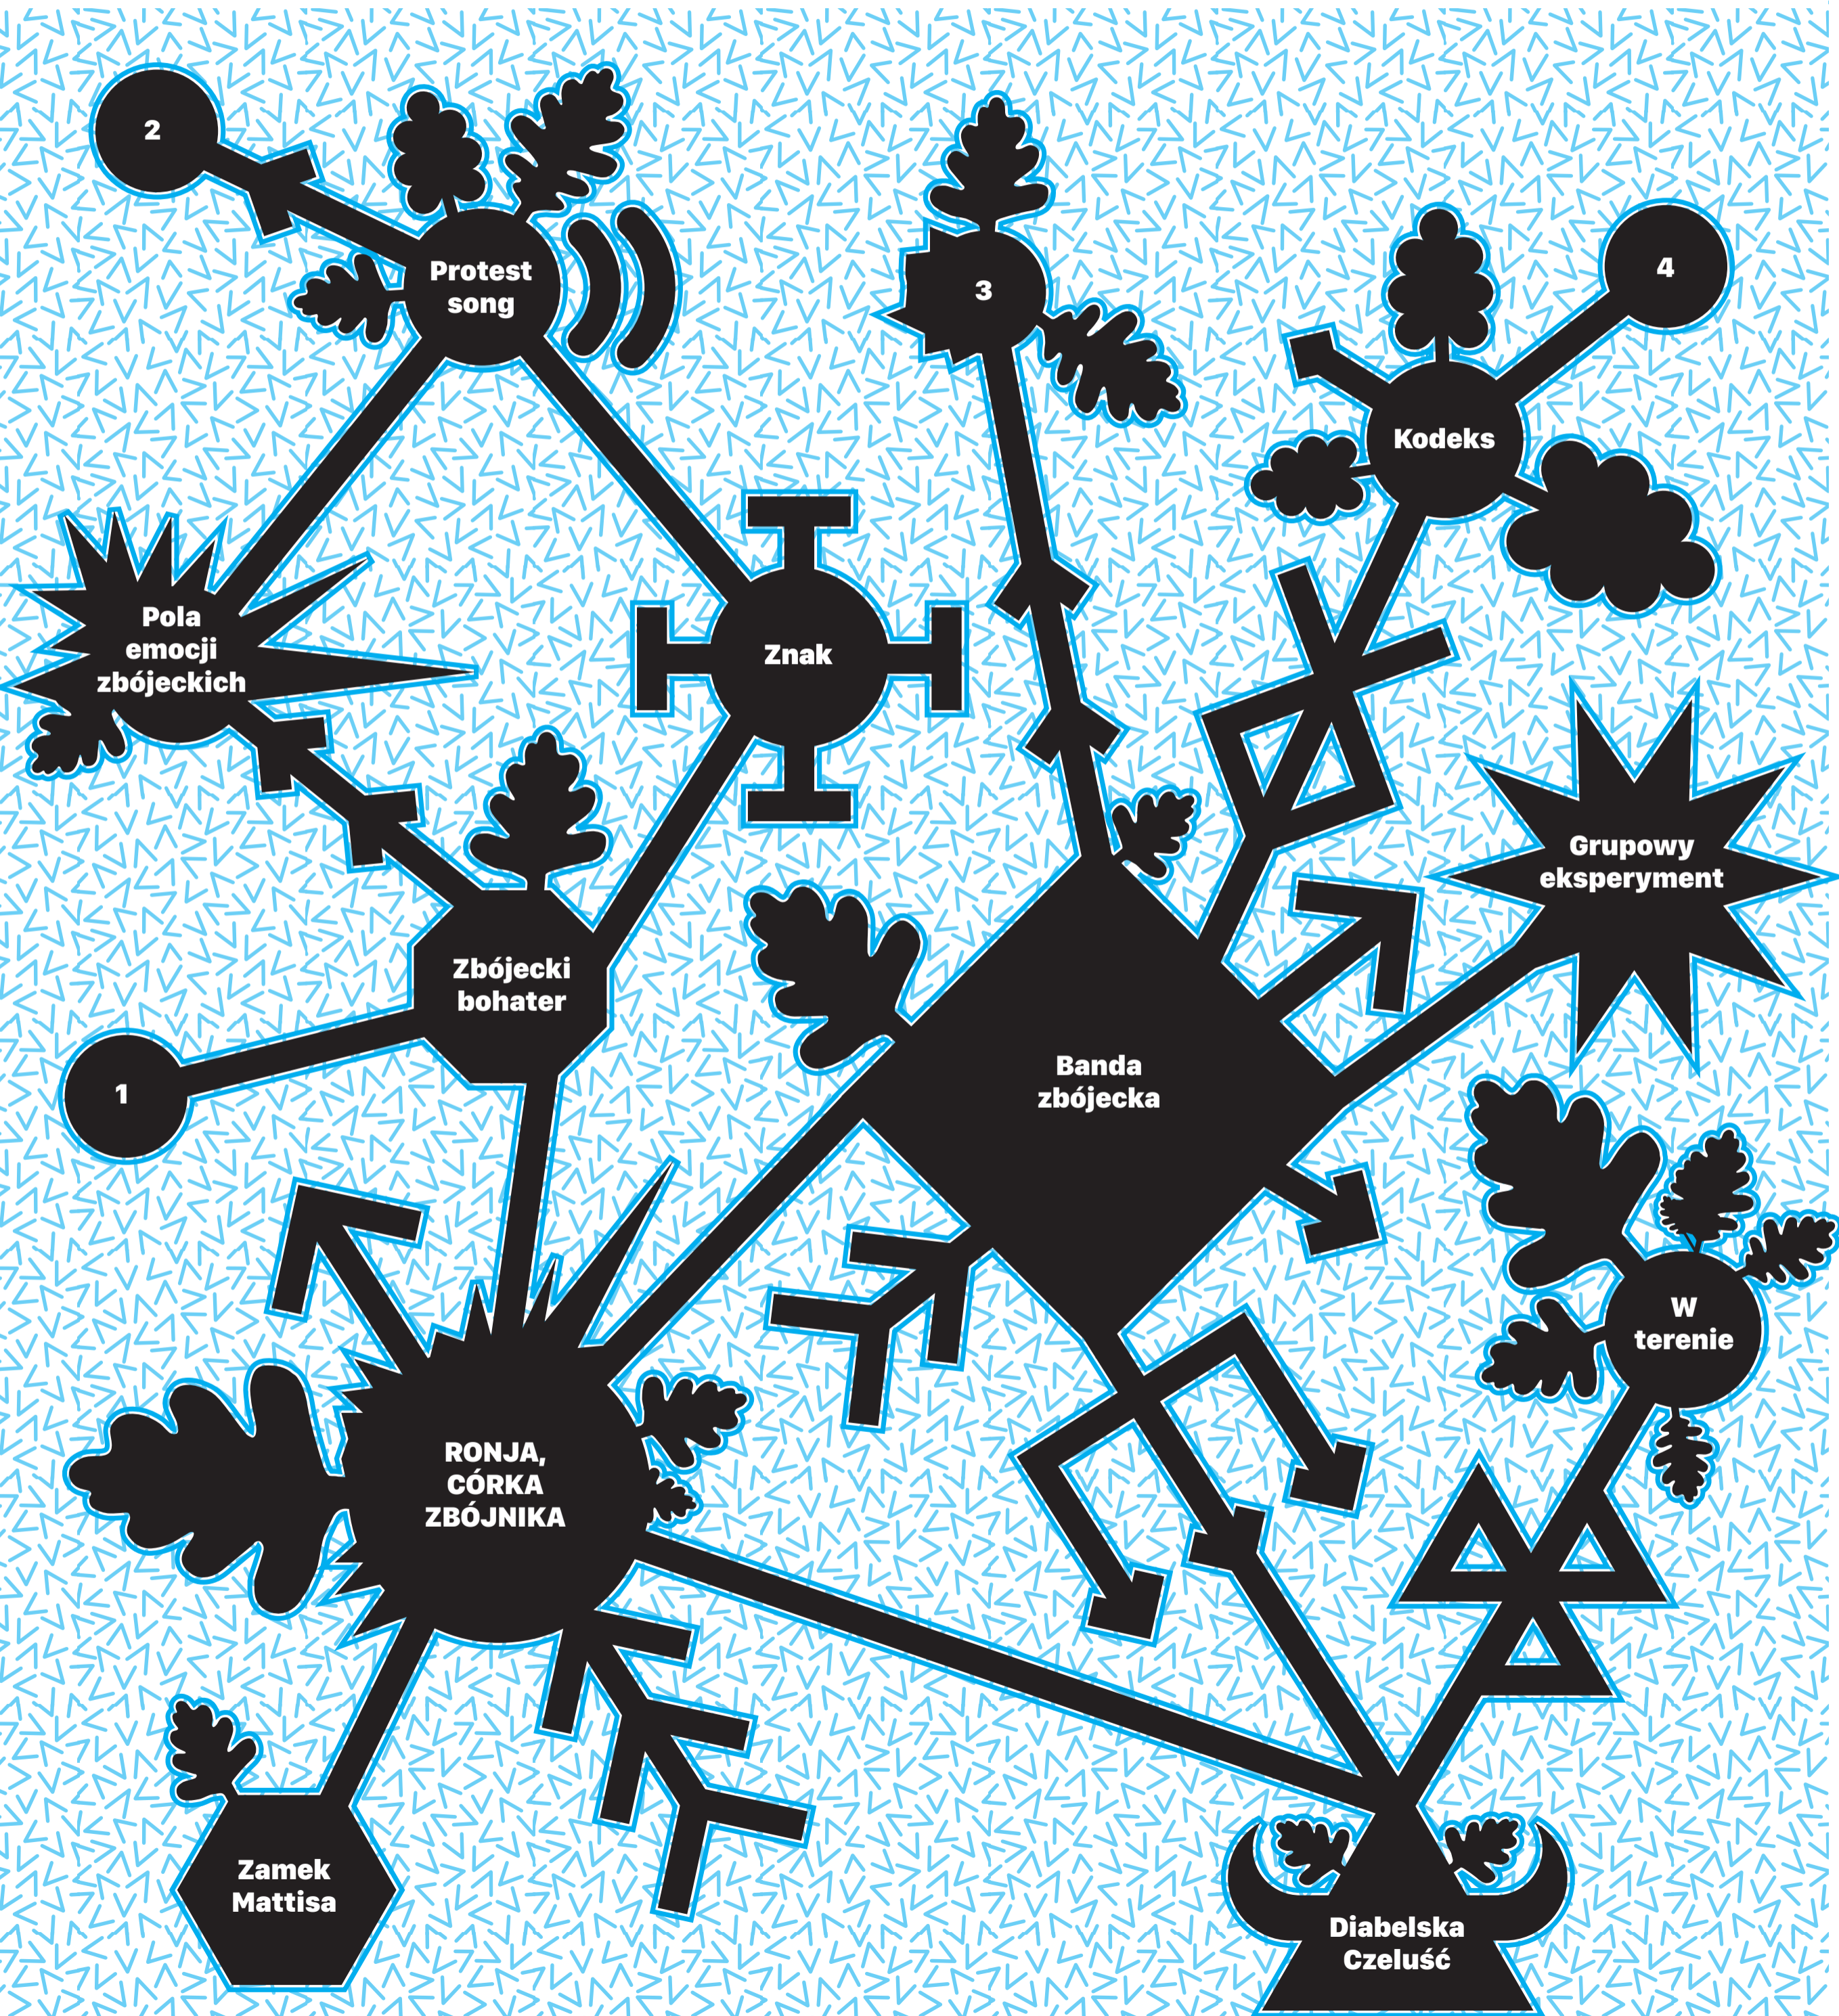 2
Protest
song
3
4
Kodeks
Pola
emocji
zbójeckich
Znak
Grupowy
eksperyment
Zbójecki
bohater
Banda
zbójecka
1
W
terenie
RONJA,
CÓRKA
ZBÓJNIKA
Zamek
Mattisa
Diabelska
Czeluść